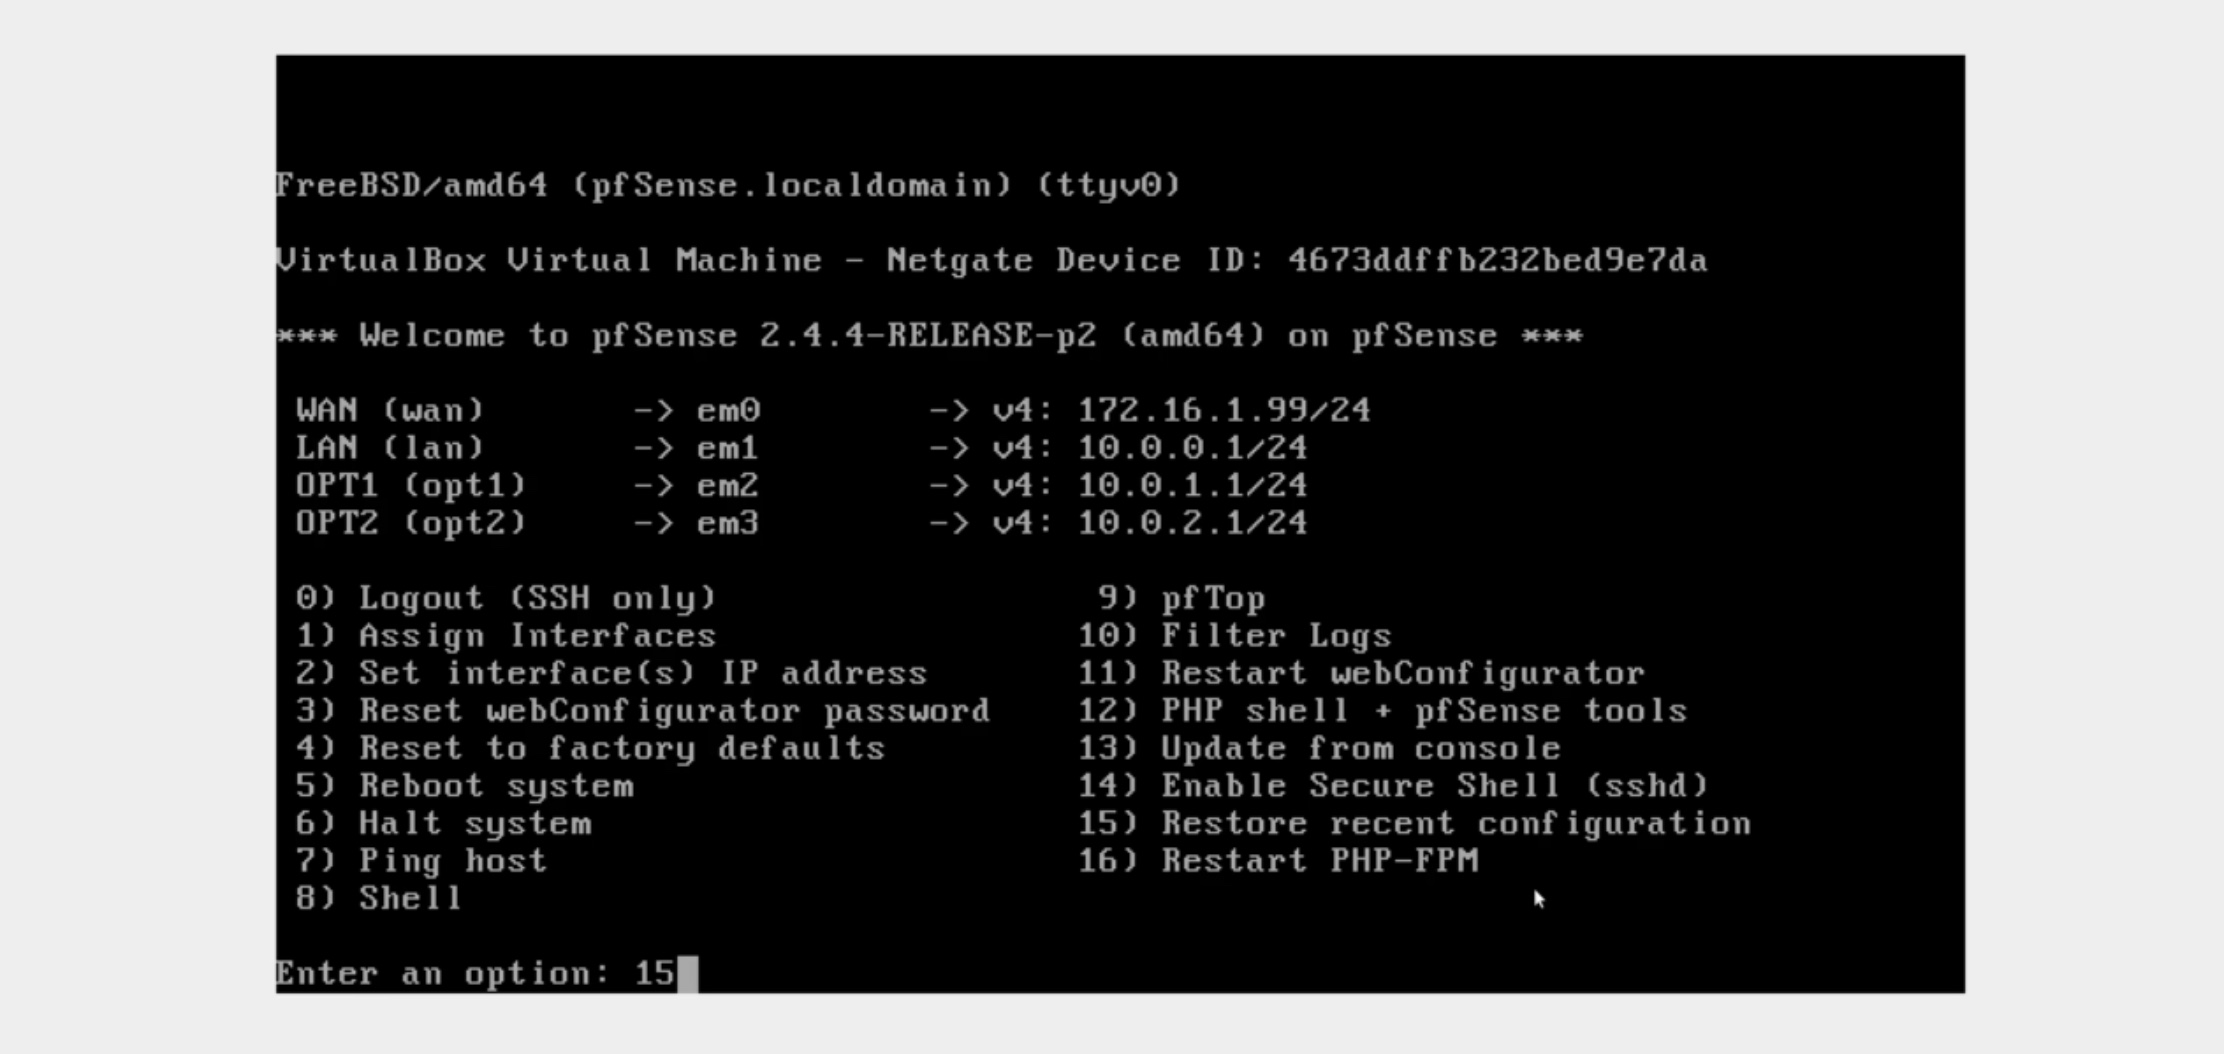 FreeBSD/amd64 (pfSense.localdomain) (ttyv0)
VirtualBox Virtual Machine - Netgate Device ID: 4673ddffb232bed9e7da
*** Welcome to pfSense 2.4.4-RELEASE-p2 (amd64) on pfSense ***
WAN (wan) -> em0 -> v4: 172.16.1.99/24
LAN (lan) -> em1 -> v4: 10.0.0.1/24
OPT1 (opt1) -> em2 -> v4: 10.0.1.1/24
OPT2 (opt2) -> em3 -> v4: 10.0.2.1/24
0) Logout (SSH only) 9) pfTop
1) Assign Interfaces 10) Filter Logs
2) Set interface(s) IP address 11) Restart webConfigurator
3) Reset webConfigurator password 12) PHP shell + pfSense tools
4) Reset to factory defaults 13) Update from console
5) Reboot system 14) Enable Secure Shell (sshd)
6) Halt system 15) Restore recent configuration
7) Ping host 16) Restart PHP-FPM
8) Shell
Enter an option: 15